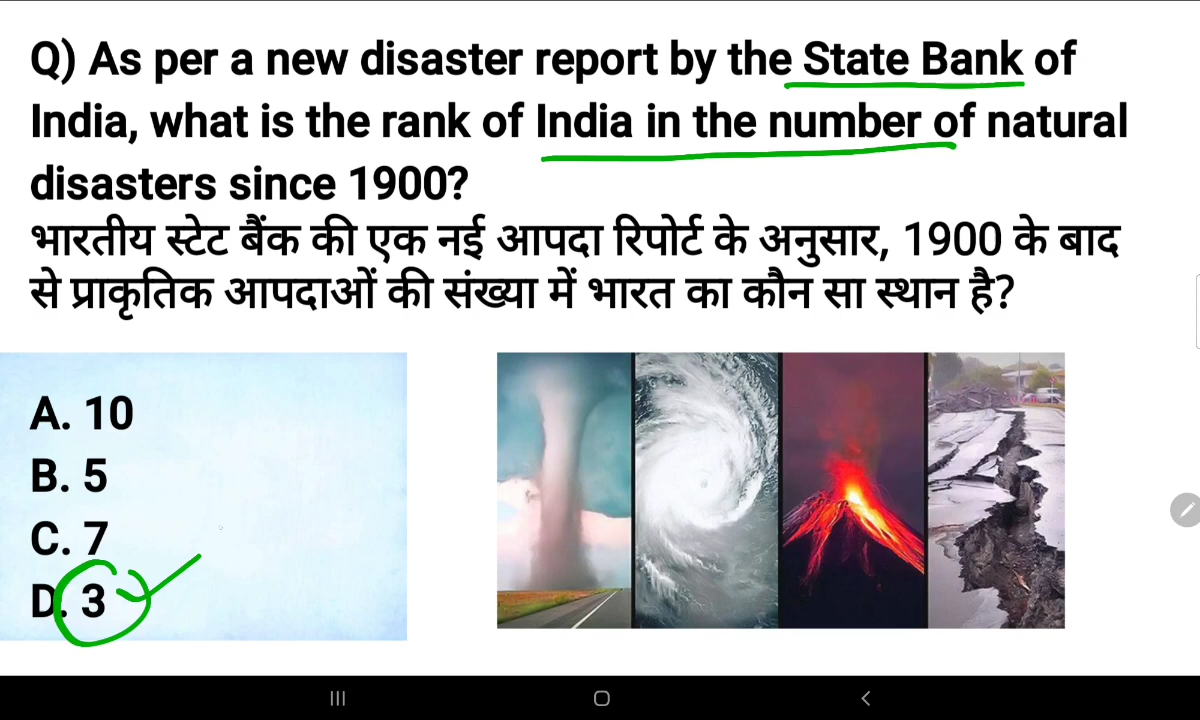 Q) As per a new disaster report by the State Bank of
India, what is the rank of India in the number of natural
disasters since 1900?
भारतीय स्टेट बैंक की एक नई आपदा रिपोर्ट के अनुसार, 1900 के बाद
से प्राकृतिक आपदाओं की संख्या में भारत का कौन सा स्थान है?
A. 10
B. 5
C. 7
D. 3